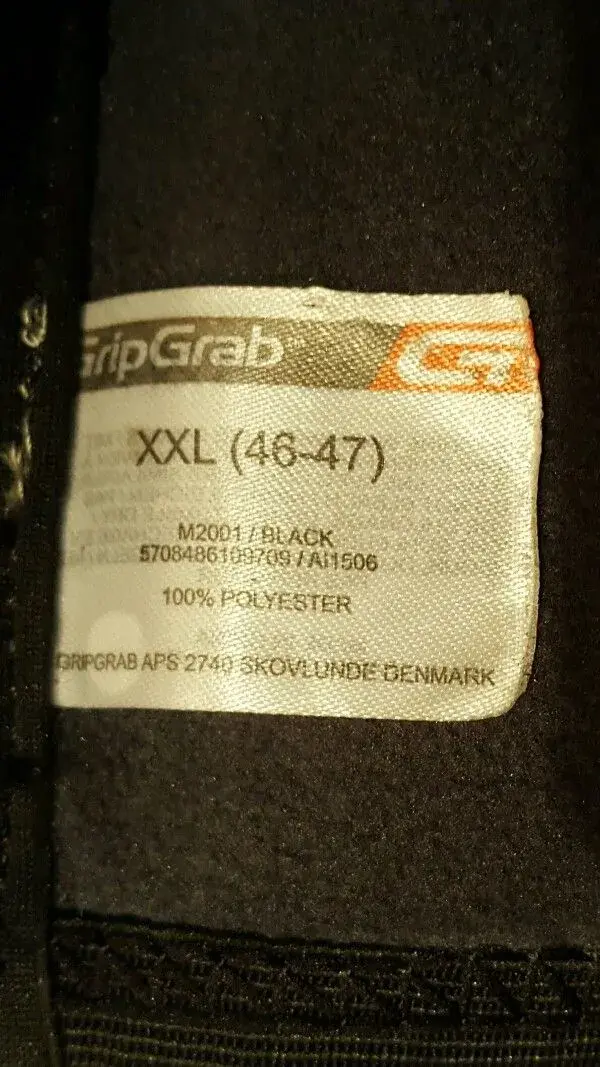 GripGrab
XXL (46-47)
M2001 / BLACK
5708486109709 / AI1506
100% POLYESTER
GRIPGRAB APS 2740 SKOVLUNDE DENMARK